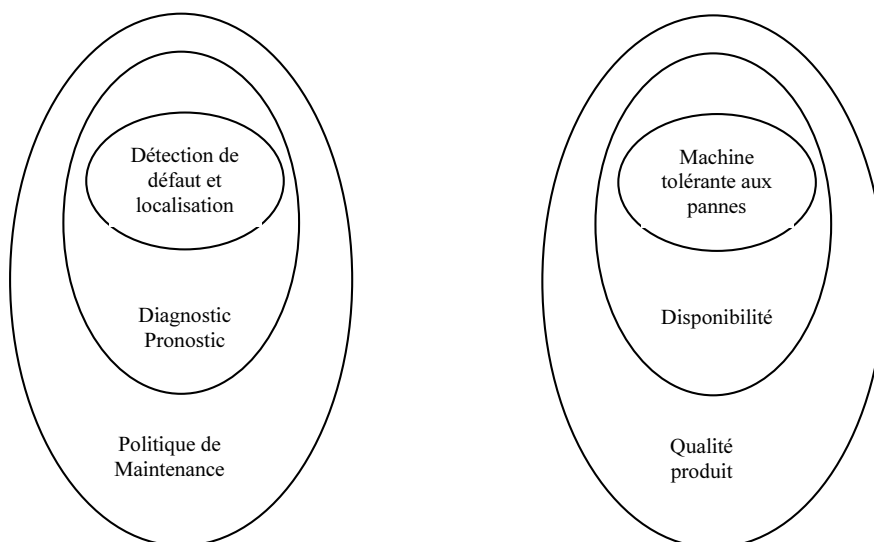 Détection de
défaut et
localisation
Diagnostic
Pronostic
Politique de
Maintenance
Machine
tolérante aux
pannes
Disponibilité
Qualité
produit